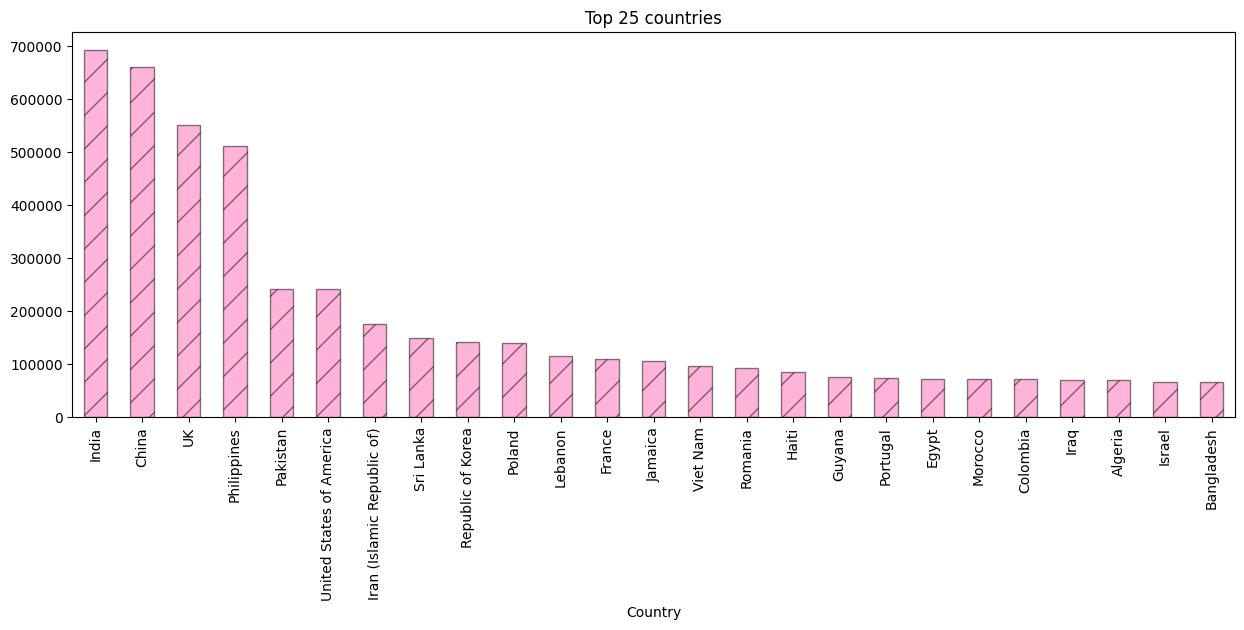 Top 25 countries
700000
600000
500000
400000
300000
200000
100000
0
India
China
UK
Philippines
Pakistan
United States of America
Iran (Islamic Republic of)
Sri Lanka
Republic of Korea
Poland
Lebanon
France
Jamaica
Viet Nam
Romania
Haiti
Guyana
Portugal
Egypt
Morocco
Colombia
Iraq
Algeria
Israel
Bangladesh
Country